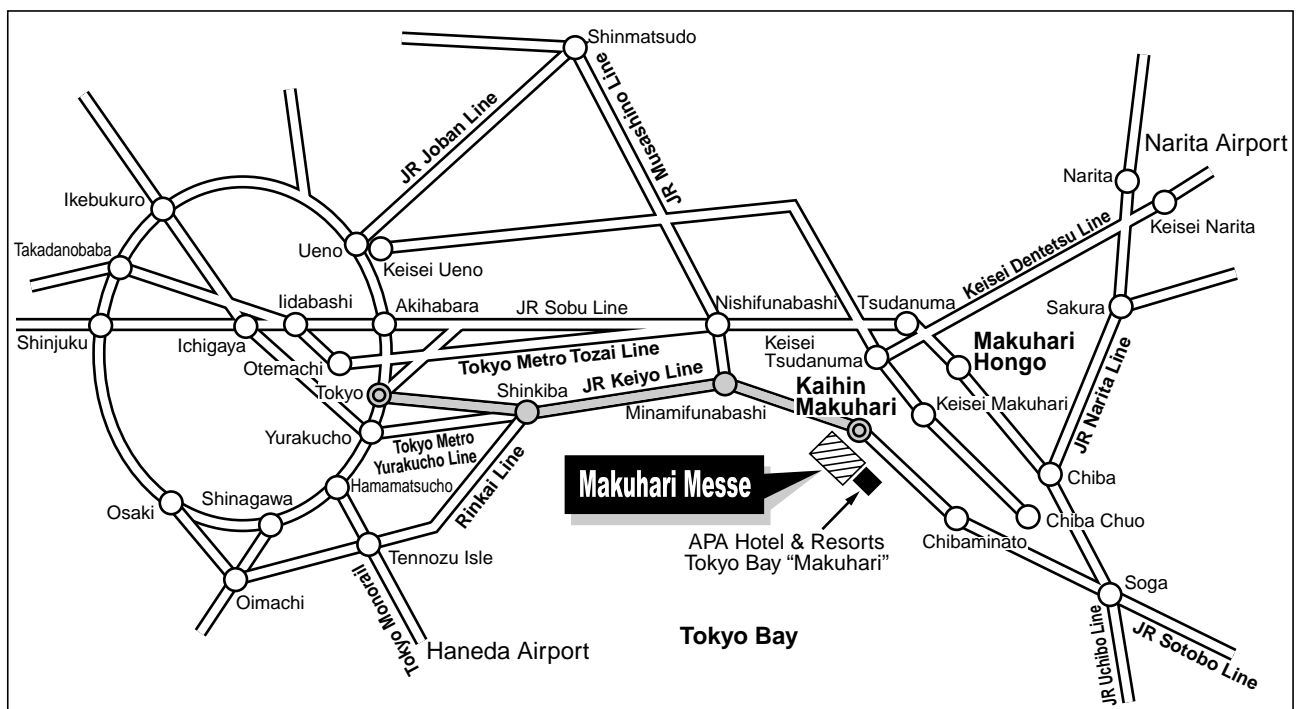 Shinmatsudo
JR Joban Line
JR Musashino Line
Narita Airport
Narita
Keisei Narita
Keisei Dentetsu Line
Ikebukuro
Takadanobaba
Ueno
Keisei Ueno
Iidabashi
Akihabara
JR Sobu Line
Nishifunabashi
Tsudanuma
Sakura
Shinjuku
Ichigaya
Otemachi
Tokyo Metro Tozai Line
Keisei
Tsudanuma
Makuhari
Hongo
JR Narita Line
Tokyo
Shinkiba
JR Keiyo Line
Minamifunabashi
Kaihin
Makuhari
Keisei Makuhari
Yurakucho
Tokyo Metro
Yurakucho Line
Rinkai Line
Hamamatsucho
Makuhari Messe
Chiba
Osaki
Shinagawa
Tennozu Isle
APA Hotel & Resorts
Tokyo Bay “Makuhari”
Chibaminato
Chiba Chuo
Oimachi
Tokyo Monoraill
Haneda Airport
Tokyo Bay
Soga
JR Uchibo Line
JR Sotobo Line